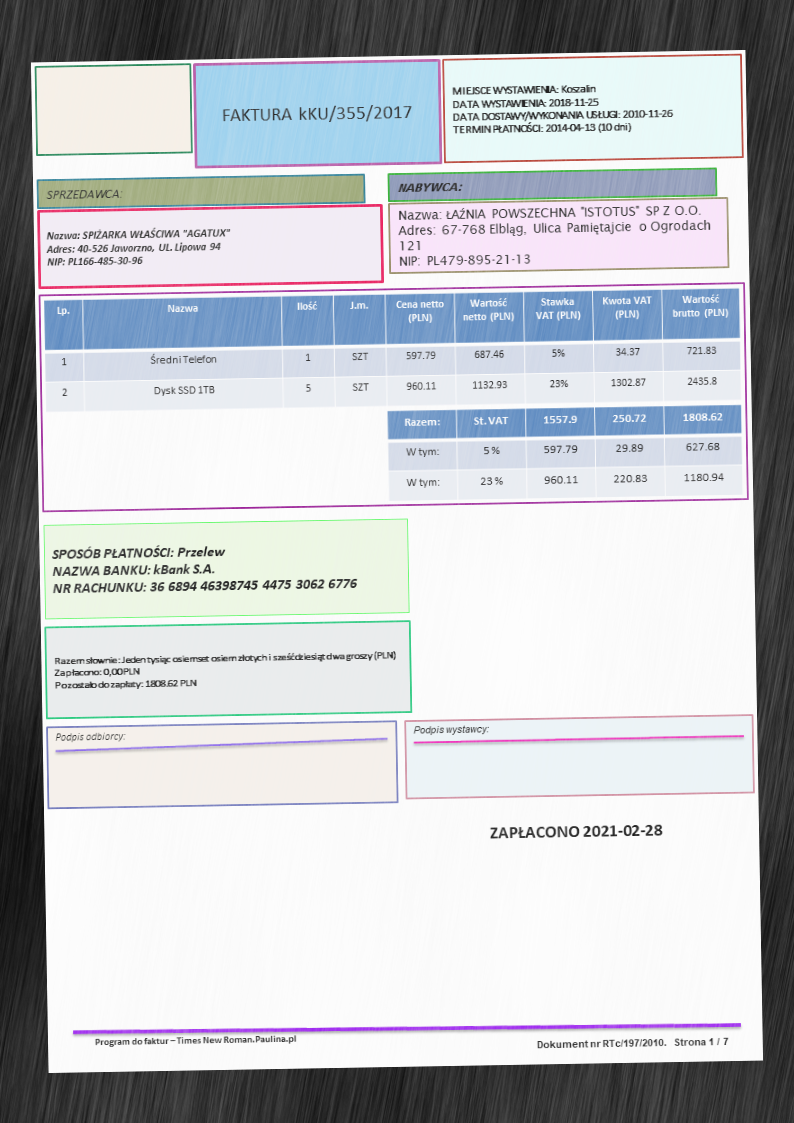 FAKTURA kKU/355/2017
MIEJSCE WYSTAWIENIA: Koszalin
DATA WYSTAWIENIA: 2018-11-25
DATA DOSTAWY/WYKONANIA USŁUGI: 2010-11-26
TERMIN PŁATNOŚCI: 2014-04-13 (10 dni)
SPRZEDAWCA:
Nazwa: SPIŻARKA WŁAŚCIWA "AGATUX"
Adres: 40-526 Jaworzno, UL. Lipowa 94
NIP: PL166-485-30-96
NABYWCA:
Nazwa: ŁAŹNIA POWSZECHNA "ISTOTUS" SP Z O.O.
Adres: 67-768 Elbląg, Ulica Pamiętajcie o Ogrodach
121
NIP: PL479-895-21-13
Lp. Nazwa Ilość J.m. Cena netto (PLN) Wartość netto (PLN) Stawka VAT (PLN) Kwota VAT (PLN) Wartość brutto (PLN)
1 Średni Telefon 1 SZT 597.79 687.46 5% 34.37 721.83
2 Dysk SSD 1TB 5 SZT 960.11 1132.93 23% 1302.87 2435.8
Razem: St. VAT 1557.9 250.72 1808.62
W tym: 5 % 597.79 29.89 627.68
W tym: 23 % 960.11 220.83 1180.94
SPOSÓB PŁATNOŚCI: Przelew
NAZWA BANKU: kBank S.A.
NR RACHUNKU: 36 6894 46398745 4475 3062 6776
Razem słownie: Jeden tysiąc osiemset osiem złotych i sześćdziesiąt dwa groszy (PLN)
Zapłacono: 0,00 PLN
Pozostało do zapłaty: 1808.62 PLN
Podpis odbiorcy:
Podpis wystawcy:
ZAPŁACONO 2021-02-28
Program do faktur – Times New Roman.Paulina.pl
Dokument nr RTc/197/2010. Strona 1 / 7